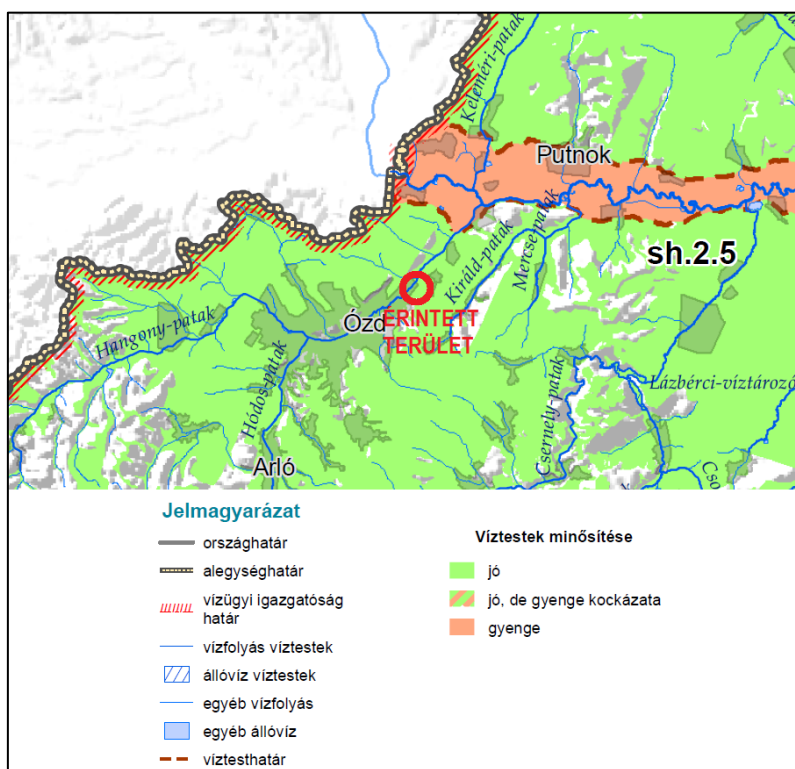 Keleméri-patak
Putnok
sh.2.5
Mercse-patak
Király-patak
Ózd
ÉRINTETT
TERÜLET
Hangony-patak
Hódos-patak
Lázbérci-víztározó
Csernely-patak
Arló
Cso
Jelmagyarázat
országhatár
alegységhatár
vízügyi igazgatóság
határ
vízfolyás víztestek
állóvíz víztestek
egyéb vízfolyás
egyéb állóvíz
víztesthatár
Víztestek minősítése
jó
jó, de gyenge kockázata
gyenge